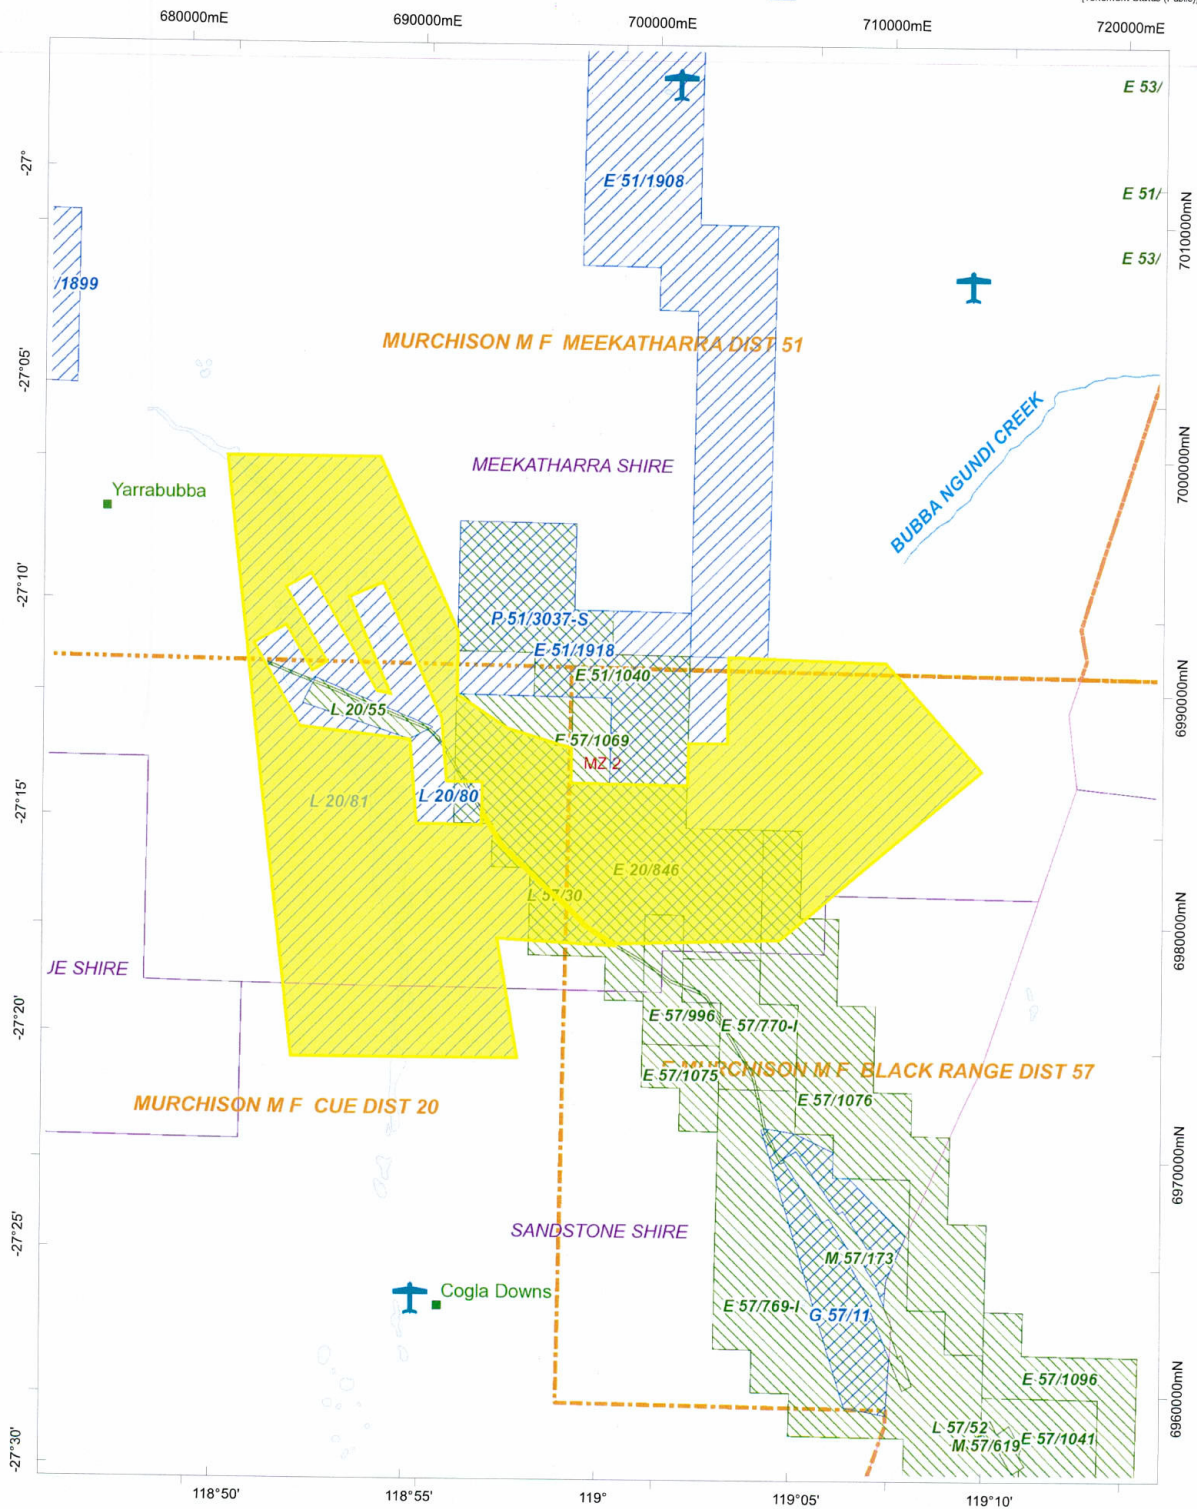 680000mE
690000mE
700000mE
710000mE
720000mE
E 53/
-27°
E 51/1908
E 51/
7010000mN
E 53/
/1899
MURCHISON M F MEEKATHARRA DIST 51
-27°05'
BUBBA NGUNDI CREEK
7000000mN
MEEKATHARRA SHIRE
Yarrabubba
-27°10'
P 51/3037-S
E 51/1918
E 51/1040
6990000mN
L 20/55
E 57/1069
MZ 2
-27°15'
L 20/80
L 20/81
E 20/846
L 57/30
6980000mN
JE SHIRE
-27°20'
E 57/996
E 57/770-I
E 57/1075
MURCHISON M F BLACK RANGE DIST 57
E 57/1076
MURCHISON M F CUE DIST 20
6970000mN
-27°25'
SANDSTONE SHIRE
M 57/173
Cogla Downs
E 57/769-I
G 57/11
E 57/1096
6960000mN
L 57/52
M 57/619
E 57/1041
-27°30'
118°50'
118°55'
119°
119°05'
119°10'